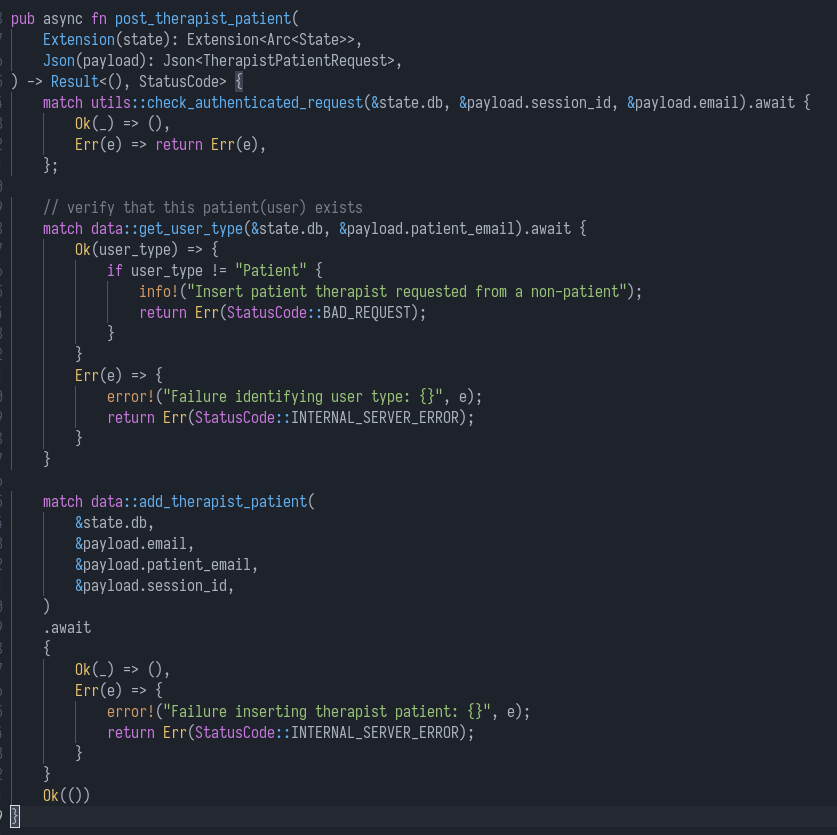 pub async fn post_therapist_patient(
    Extension(state): Extension<Arc<State>>,
    Json(payload): Json<TherapistPatientRequest>,
) -> Result<(), StatusCode> {
    match utils::check_authenticated_request(&state.db, &payload.session_id, &payload.email).await {
        Ok(_) => (),
        Err(e) => return Err(e),
    };

    // verify that this patient(user) exists
    match data::get_user_type(&state.db, &payload.patient_email).await {
        Ok(user_type) => {
            if user_type != "Patient" {
                info!("Insert patient therapist requested from a non-patient");
                return Err(StatusCode::BAD_REQUEST);
            }
        }
        Err(e) => {
            error!("Failure identifying user type: {}", e);
            return Err(StatusCode::INTERNAL_SERVER_ERROR);
        }
    }

    match data::add_therapist_patient(
        &state.db,
        &payload.email,
        &payload.patient_email,
        &payload.session_id,
    )
    .await
    {
        Ok(_) => (),
        Err(e) => {
            error!("Failure inserting therapist patient: {}", e);
            return Err(StatusCode::INTERNAL_SERVER_ERROR);
        }
    }
    Ok(())
}